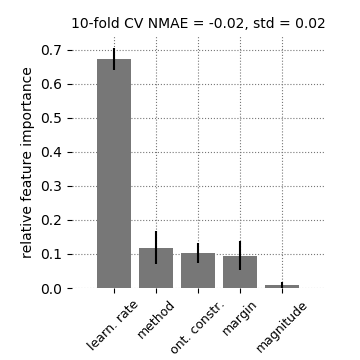 10-fold CV NMAE = -0.02, std = 0.02
relative feature importance
0.7
0.6
0.5
0.4
0.3
0.2
0.1
0.0
learn. rate
method
ont. constr.
margin
magnitude